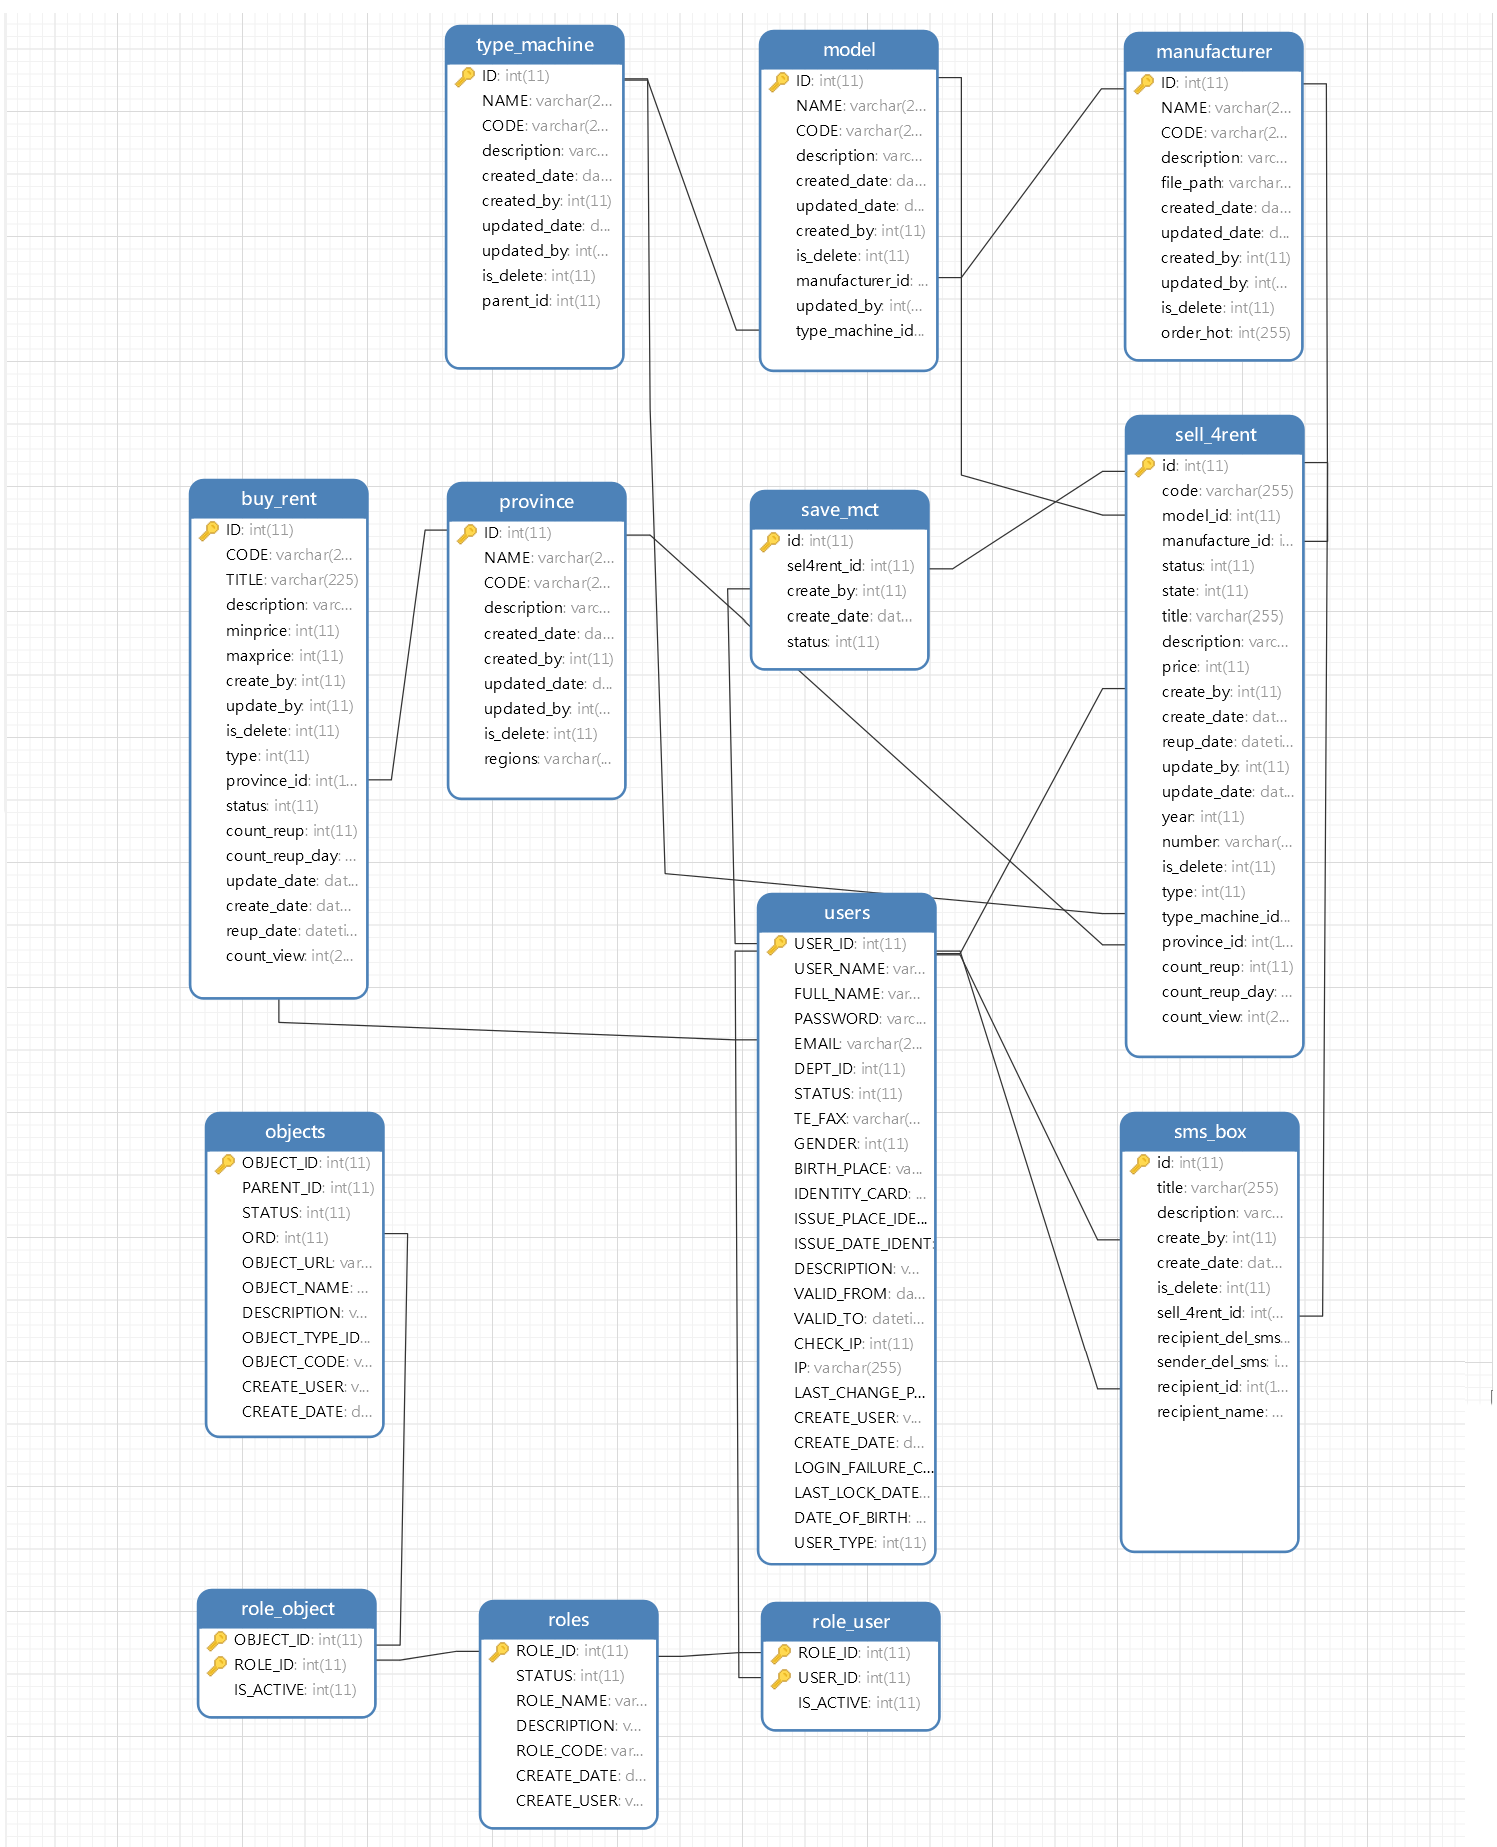 type_machine
ID: int(11)
NAME: varchar(2...
CODE: varchar(2...
description: varc...
created_date: da...
created_by: int(11)
updated_date: d...
updated_by: int(...
is_delete: int(11)
parent_id: int(11)
model
ID: int(11)
NAME: varchar(2...
CODE: varchar(2...
description: varc...
created_date: da...
updated_date: d...
created_by: int(11)
is_delete: int(11)
manufacturer_id: ...
updated_by: int(...
type_machine_id...
manufacturer
ID: int(11)
NAME: varchar(2...
CODE: varchar(2...
description: varc...
file_path: varchar...
created_date: da...
updated_date: d...
created_by: int(11)
updated_by: int(...
is_delete: int(11)
order_hot: int(255)
buy_rent
ID: int(11)
CODE: varchar(2...
TITLE: varchar(225)
description: varc...
minprice: int(11)
maxprice: int(11)
create_by: int(11)
update_by: int(11)
is_delete: int(11)
type: int(11)
province_id: int(1...
status: int(11)
count_reup: int(11)
count_reup_day: ...
update_date: dat...
create_date: dat...
reup_date: dateti...
count_view: int(2...
province
ID: int(11)
NAME: varchar(2...
CODE: varchar(2...
description: varc...
created_date: da...
created_by: int(11)
updated_date: d...
updated_by: int(...
is_delete: int(11)
regions: varchar(...
save_mct
id: int(11)
sel4rent_id: int(11)
create_by: int(11)
create_date: dat...
status: int(11)
sell_4rent
id: int(11)
code: varchar(255)
model_id: int(11)
manufacture_id: i...
status: int(11)
state: int(11)
title: varchar(255)
description: varc...
price: int(11)
create_by: int(11)
create_date: dat...
reup_date: dateti...
update_by: int(11)
update_date: dat...
year: int(11)
number: varchar(...
is_delete: int(11)
type: int(11)
type_machine_id...
province_id: int(1...
count_reup: int(11)
count_reup_day: ...
count_view: int(2...
users
USER_ID: int(11)
USER_NAME: var...
FULL_NAME: var...
PASSWORD: varc...
EMAIL: varchar(2...
DEPT_ID: int(11)
STATUS: int(11)
TE_FAX: varchar(...
GENDER: int(11)
BIRTH_PLACE: va...
IDENTITY_CARD: ...
ISSUE_PLACE_IDE...
ISSUE_DATE_IDENT:
DESCRIPTION: v...
VALID_FROM: da...
VALID_TO: dateti...
CHECK_IP: int(11)
IP: varchar(255)
LAST_CHANGE_P...
CREATE_USER: v...
CREATE_DATE: d...
LOGIN_FAILURE_C...
LAST_LOCK_DATE...
DATE_OF_BIRTH: ...
USER_TYPE: int(11)
objects
OBJECT_ID: int(11)
PARENT_ID: int(11)
STATUS: int(11)
ORD: int(11)
OBJECT_URL: var...
OBJECT_NAME: ...
DESCRIPTION: v...
OBJECT_TYPE_ID...
OBJECT_CODE: v...
CREATE_USER: v...
CREATE_DATE: d...
sms_box
id: int(11)
title: varchar(255)
description: varc...
create_by: int(11)
create_date: dat...
is_delete: int(11)
sell_4rent_id: int(...
recipient_del_sms...
sender_del_sms: i...
recipient_id: int(1...
recipient_name: ...
role_object
OBJECT_ID: int(11)
ROLE_ID: int(11)
IS_ACTIVE: int(11)
roles
ROLE_ID: int(11)
STATUS: int(11)
ROLE_NAME: var...
DESCRIPTION: v...
ROLE_CODE: var...
CREATE_DATE: d...
CREATE_USER: v...
role_user
ROLE_ID: int(11)
USER_ID: int(11)
IS_ACTIVE: int(11)